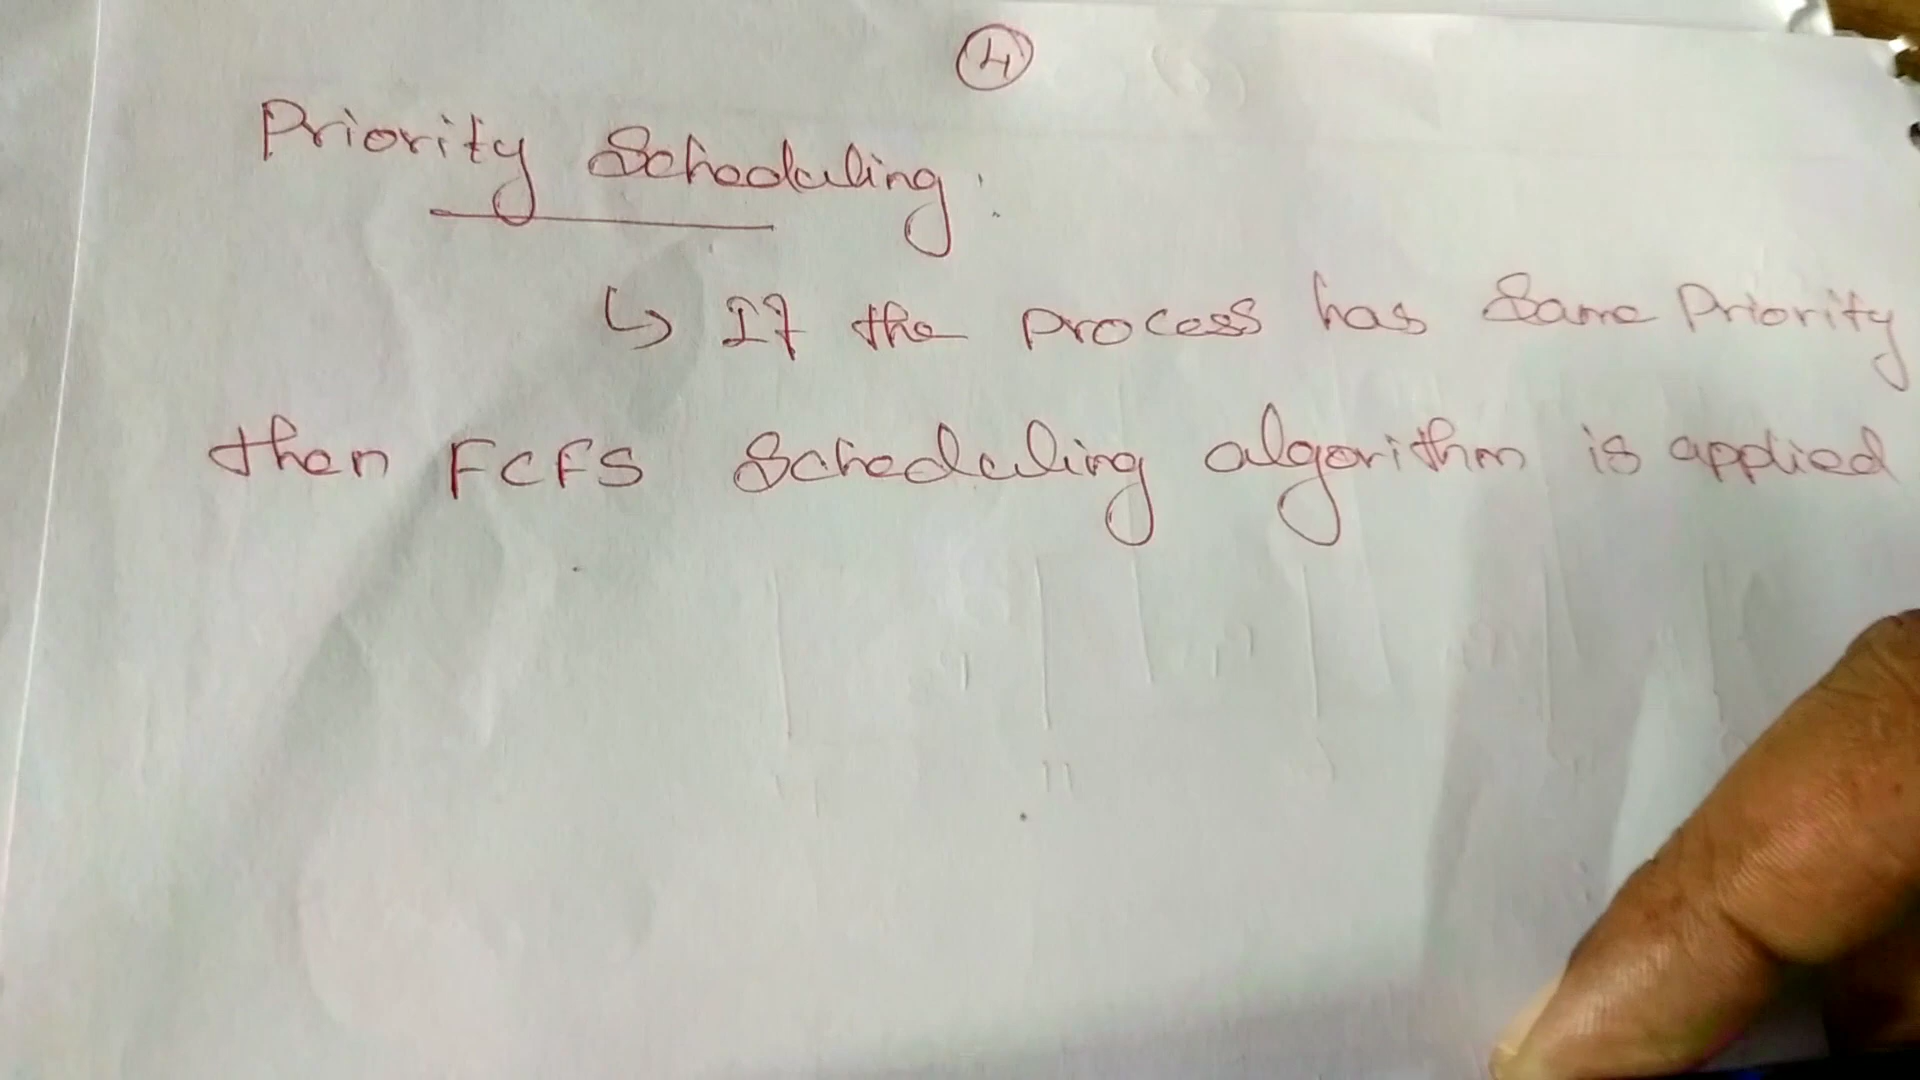 4
Priority Scheduling:
↳ If the process has same Priority
then FCFS Scheduling algorithm is applied